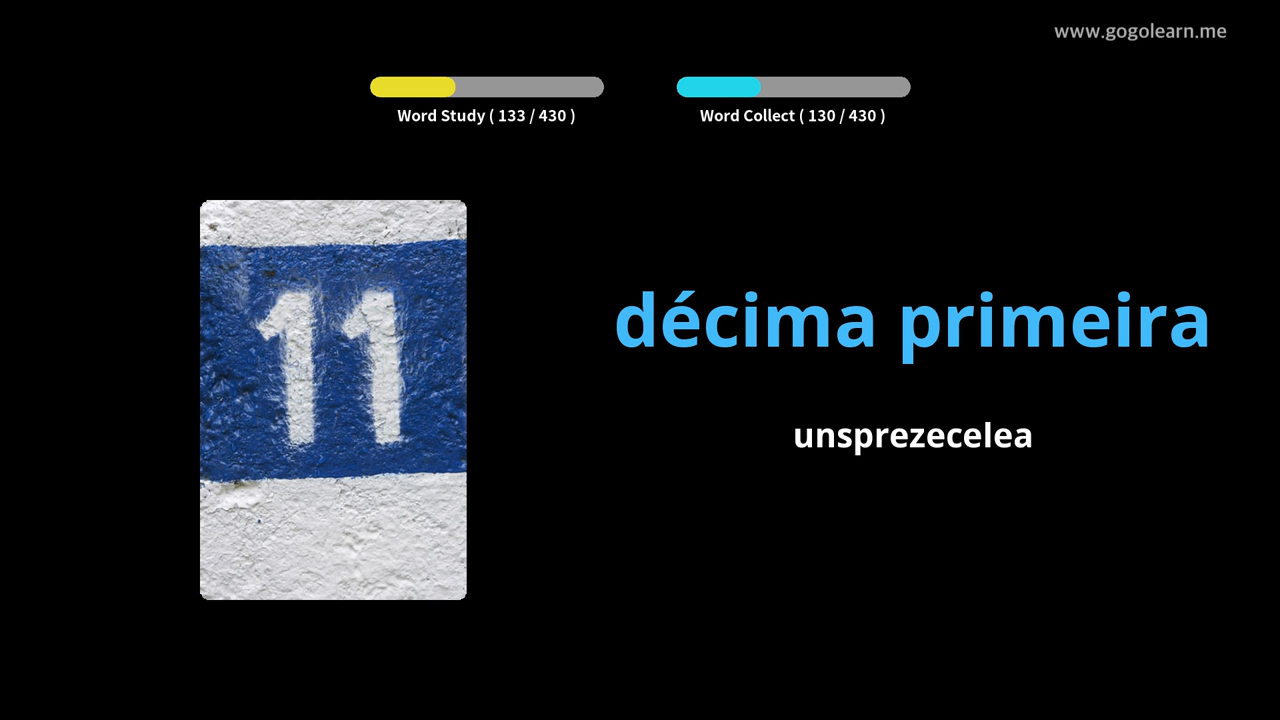 www.gogolearn.me
Word Study ( 133 / 430 )
Word Collect ( 130 / 430 )
11
décima primeira
unsprezecelea